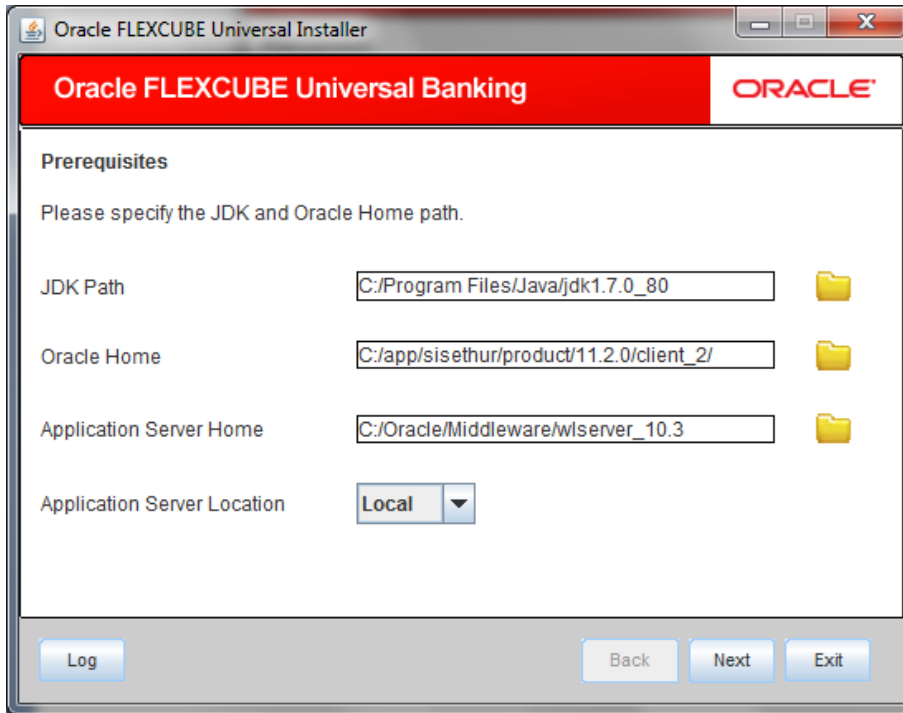 Oracle FLEXCUBE Universal Installer
Oracle FLEXCUBE Universal Banking
ORACLE
Prerequisites
Please specify the JDK and Oracle Home path.
JDK Path C:/Program Files/Java/jdk1.7.0_80
Oracle Home C:/app/sisethur/product/11.2.0/client_2/
Application Server Home C:/Oracle/Middleware/wlserver_10.3
Application Server Location Local
Log Back Next Exit